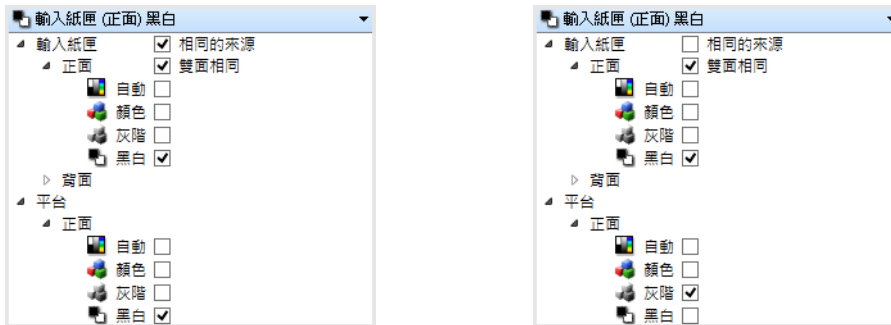 輸入紙匣 (正面) 黑白
輸入紙匣 相同的來源
正面 雙面相同
自動
顏色
灰階
黑白
背面
平台
正面
自動
顏色
灰階
黑白
輸入紙匣 (正面) 黑白
輸入紙匣 相同的來源
正面 雙面相同
自動
顏色
灰階
黑白
背面
平台
正面
自動
顏色
灰階
黑白